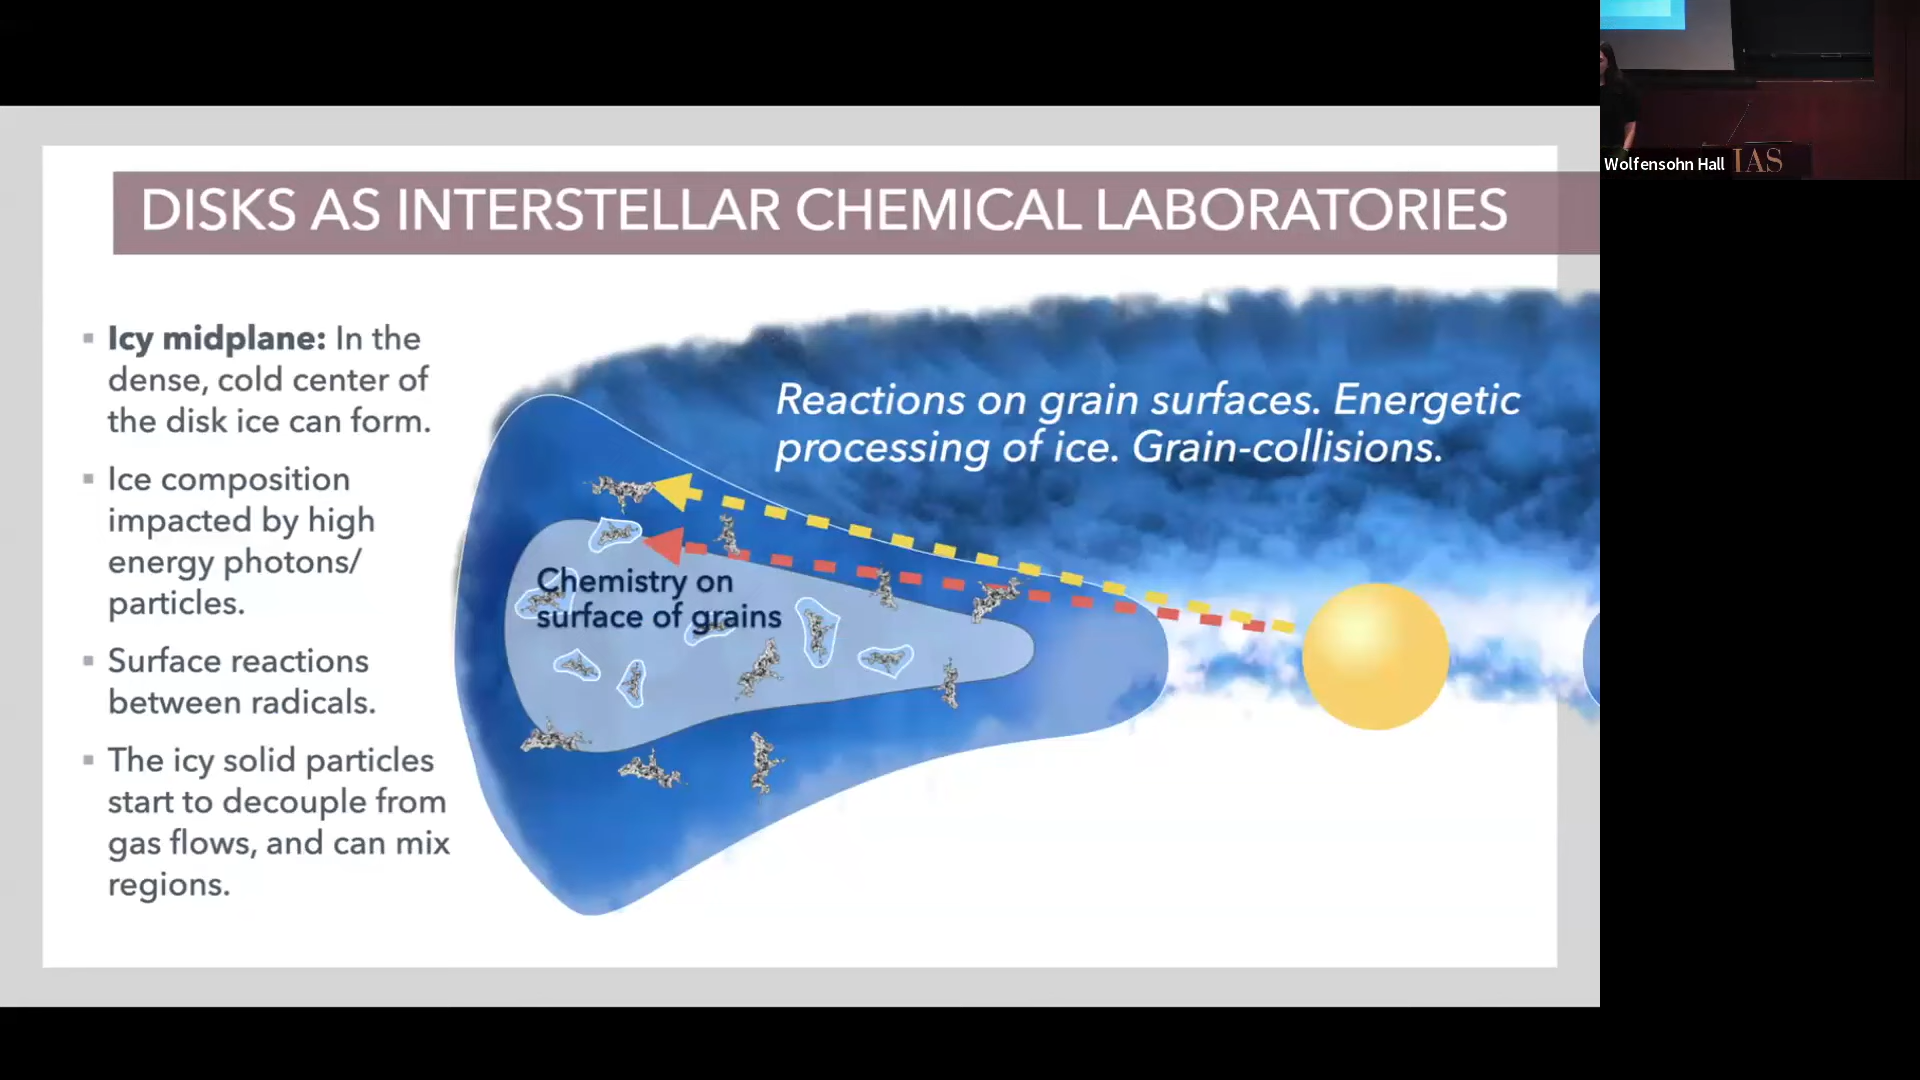 DISKS AS INTERSTELLAR CHEMICAL LABORATORIES
Icy midplane: In the
dense, cold center of
the disk ice can form.
Ice composition
impacted by high
energy photons/
particles.
Surface reactions
between radicals.
The icy solid particles
start to decouple from
gas flows, and can mix
regions.
Reactions on grain surfaces. Energetic
processing of ice. Grain-collisions.
Chemistry on
surface of grains
Wolfensohn Hall
IAS